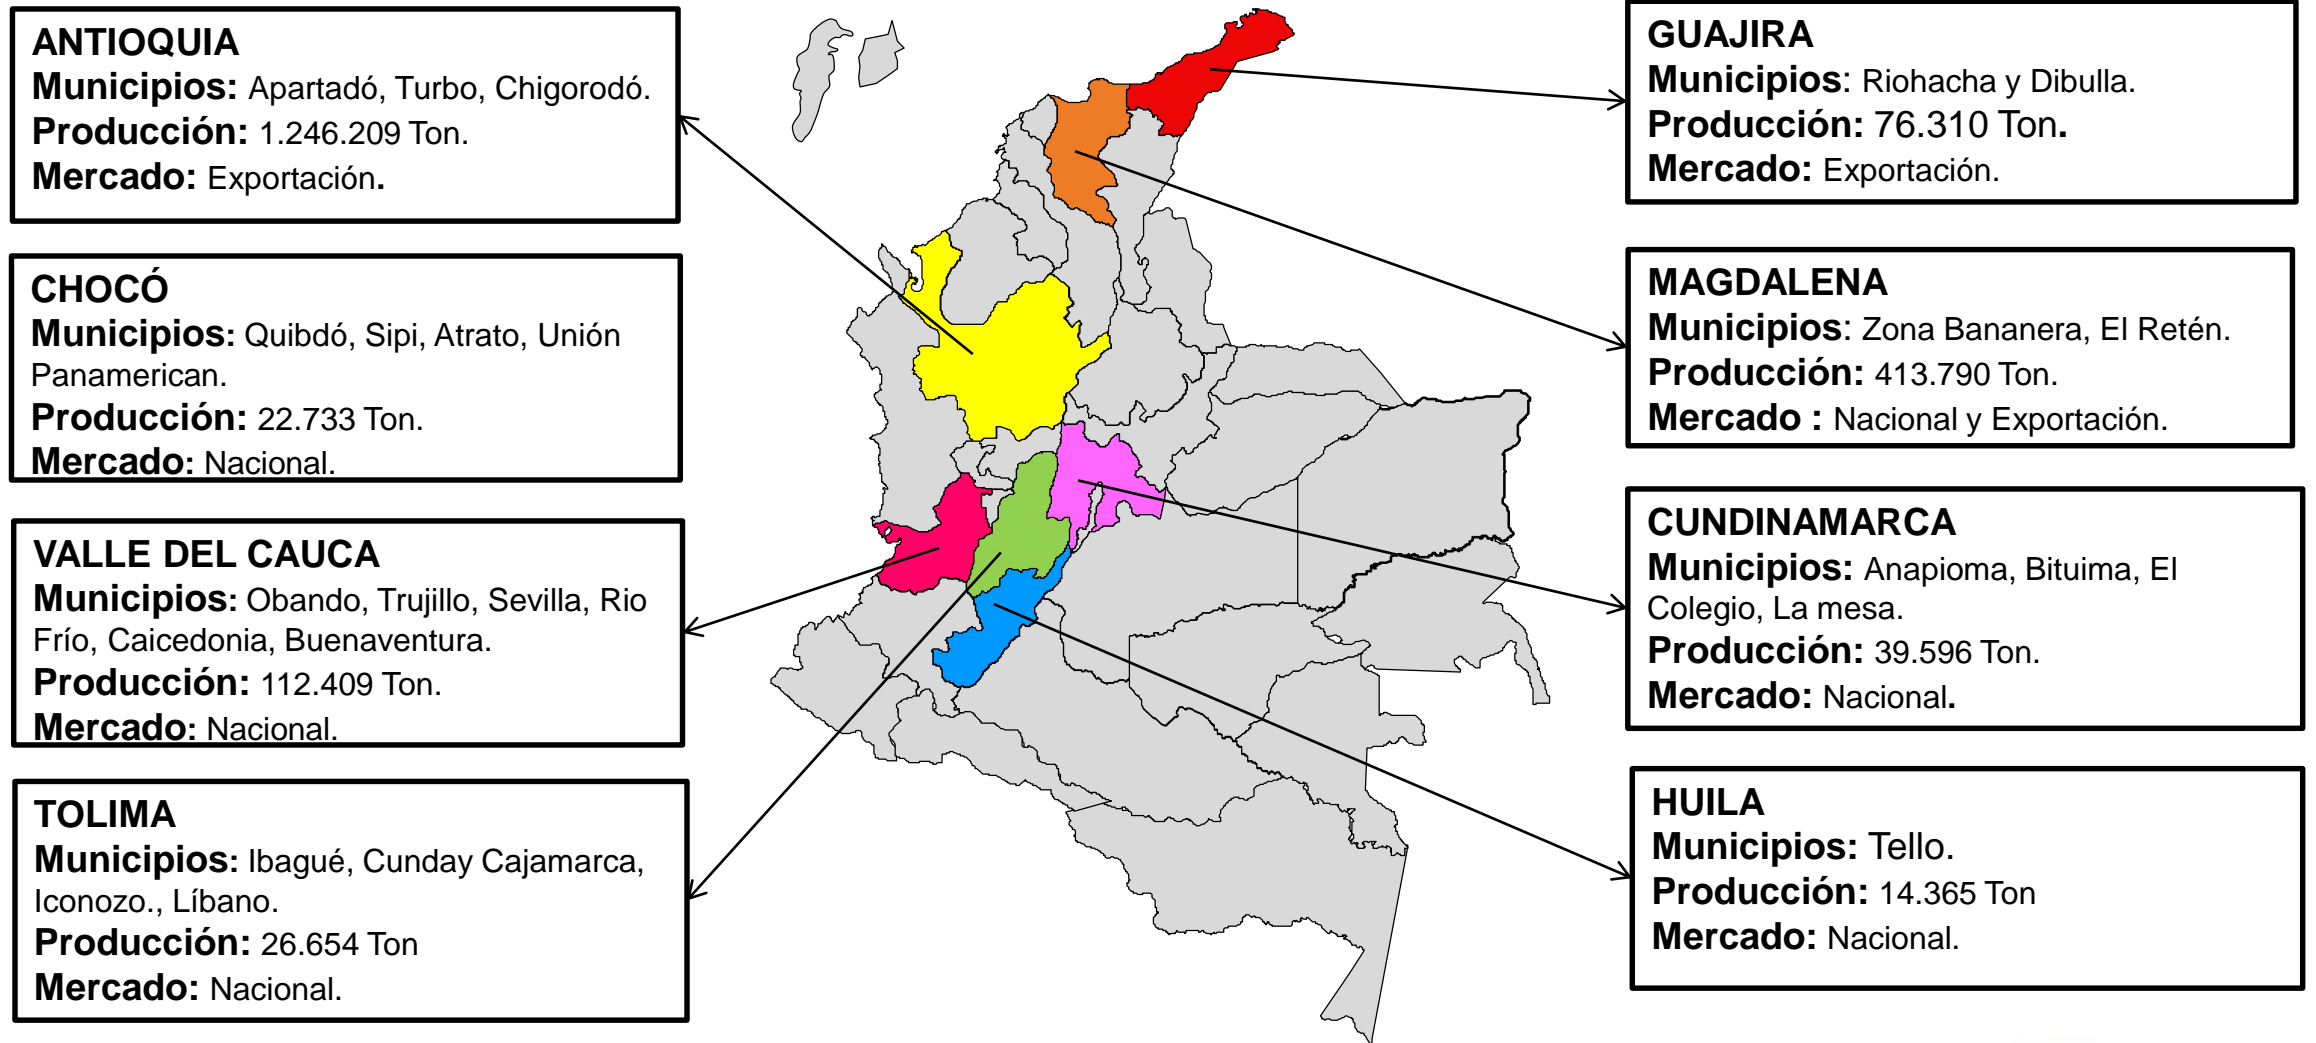 ANTIOQUIA
Municipios: Apartadó, Turbo, Chigorodó.
Producción: 1.246.209 Ton.
Mercado: Exportación.
CHOCÓ
Municipios: Quibdó, Sipi, Atrato, Unión
Panamerican.
Producción: 22.733 Ton.
Mercado: Nacional.
VALLE DEL CAUCA
Municipios: Obando, Trujillo, Sevilla, Rio
Frío, Caicedonia, Buenaventura.
Producción: 112.409 Ton.
Mercado: Nacional.
TOLIMA
Municipios: Ibagué, Cunday Cajamarca,
Iconozo., Líbano.
Producción: 26.654 Ton
Mercado: Nacional.
GUAJIRA
Municipios: Riohacha y Dibulla.
Producción: 76.310 Ton.
Mercado: Exportación.
MAGDALENA
Municipios: Zona Bananera, El Retén.
Producción: 413.790 Ton.
Mercado : Nacional y Exportación.
CUNDINAMARCA
Municipios: Anapioma, Bituima, El
Colegio, La mesa.
Producción: 39.596 Ton.
Mercado: Nacional.
HUILA
Municipios: Tello.
Producción: 14.365 Ton
Mercado: Nacional.